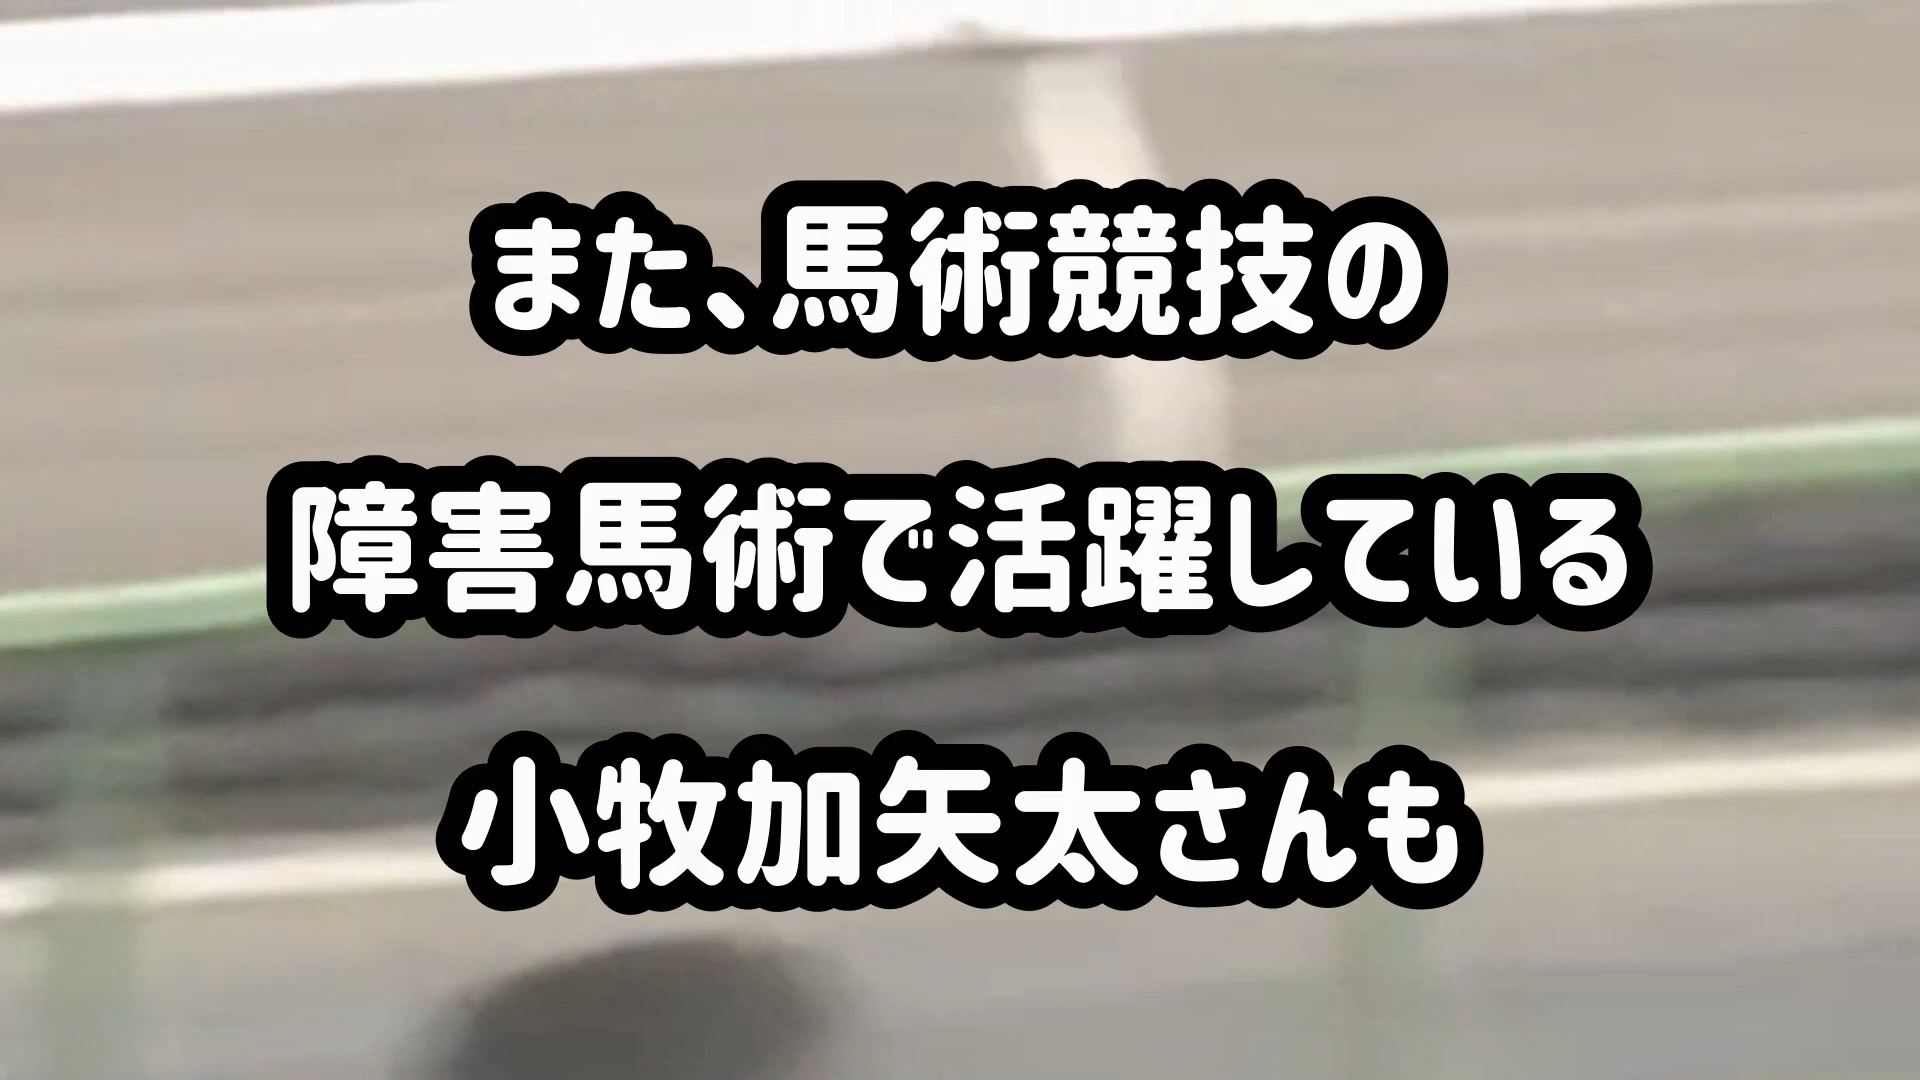 また、馬術競技の
障害馬術で活躍している
小牧加矢太さんも